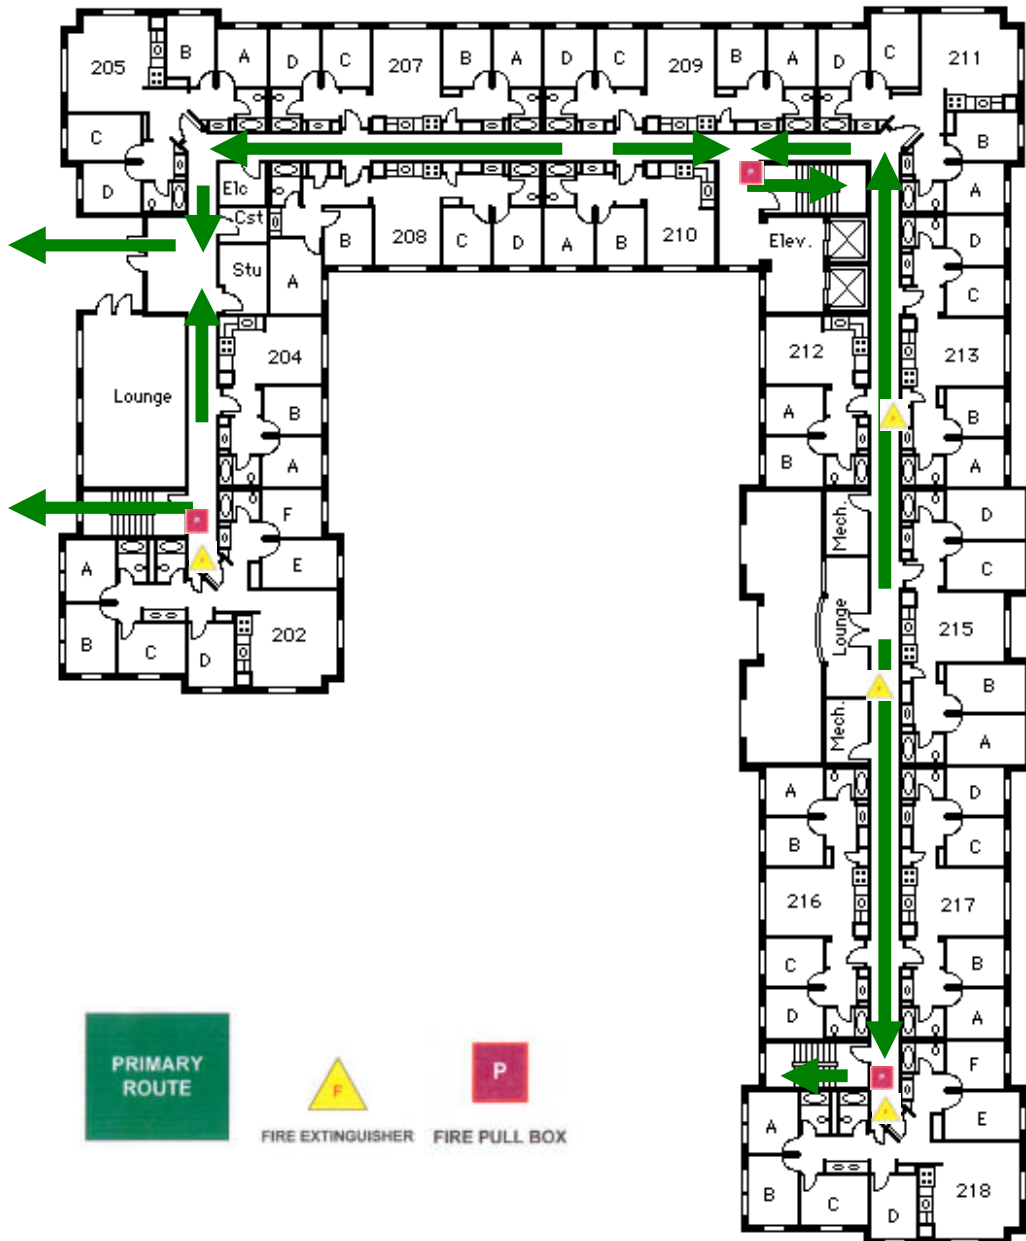 205 B A D C 207 B A D C 209 B A D C 211
C B
D Elc A
Cst
B 208 C D A B 210 Elev. D
Stu A C
204 212 213
Lounge B A B
A B A
F Mech. D
A E C
B C D 202 Lounge 215
B
Mech. A
A D
B C
216 217
C B
D A
P F
PRIMARY
ROUTE
F
P
FIRE EXTINGUISHER FIRE PULL BOX
A E
B C D 218